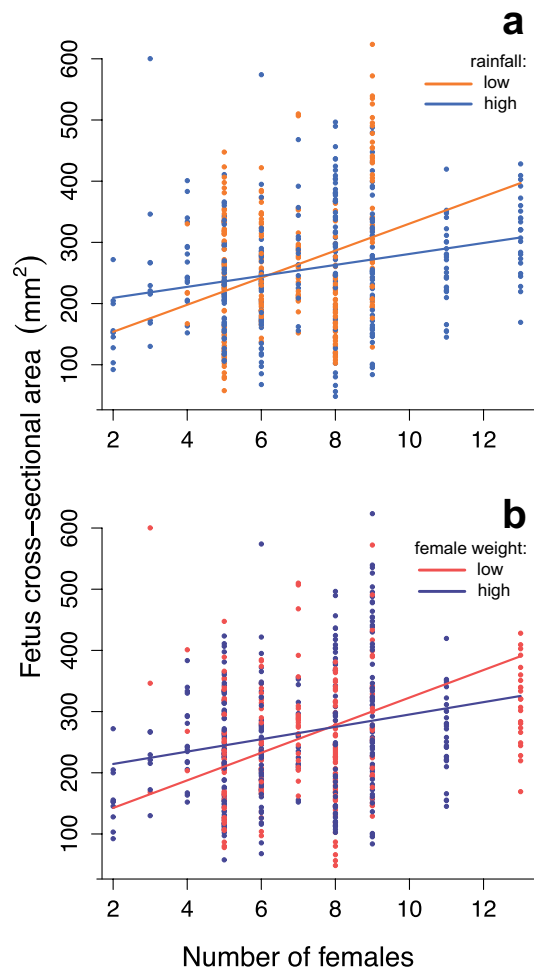 a
rainfall:
low
high
600
500
400
300
200
100
2 4 6 8 10 12
Fetus cross−sectional area (mm²)
b
female weight:
low
high
600
500
400
300
200
100
2 4 6 8 10 12
Number of females